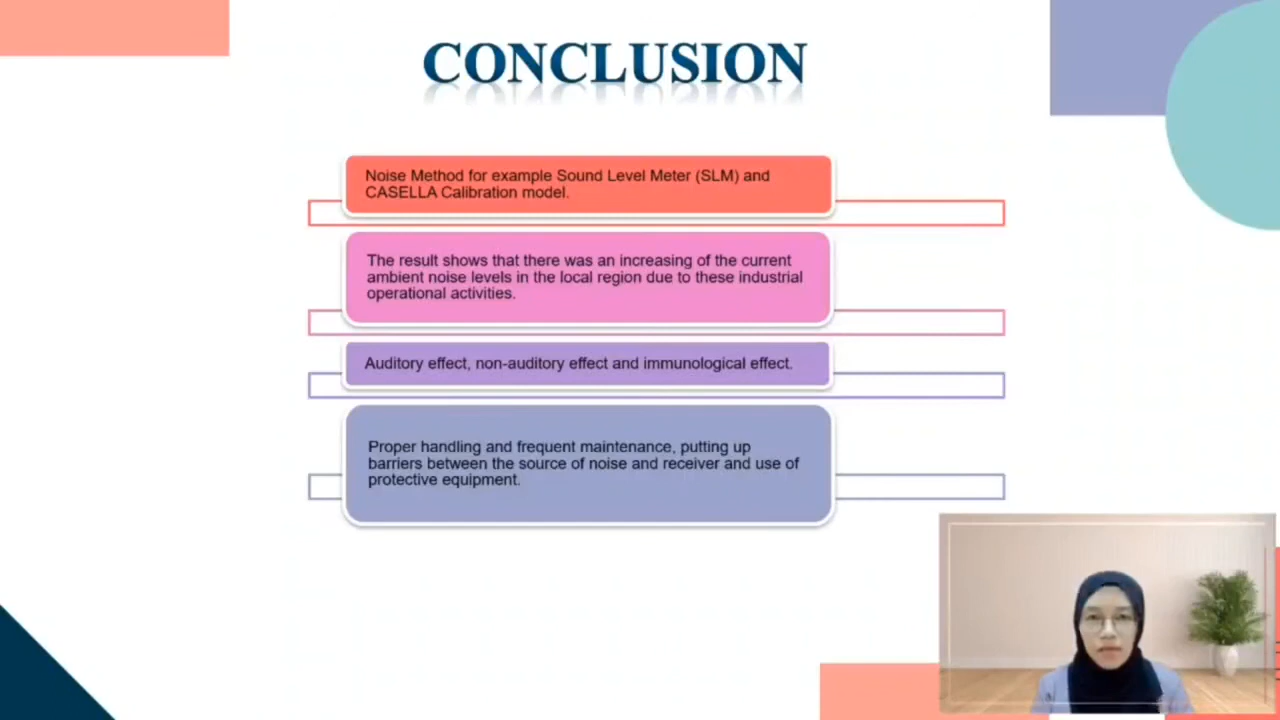 CONCLUSION
Noise Method for example Sound Level Meter (SLM) and
CASELLA Calibration model.
The result shows that there was an increasing of the current
ambient noise levels in the local region due to these industrial
operational activities.
Auditory effect, non-auditory effect and immunological effect.
Proper handling and frequent maintenance, putting up
barriers between the source of noise and receiver and use of
protective equipment.